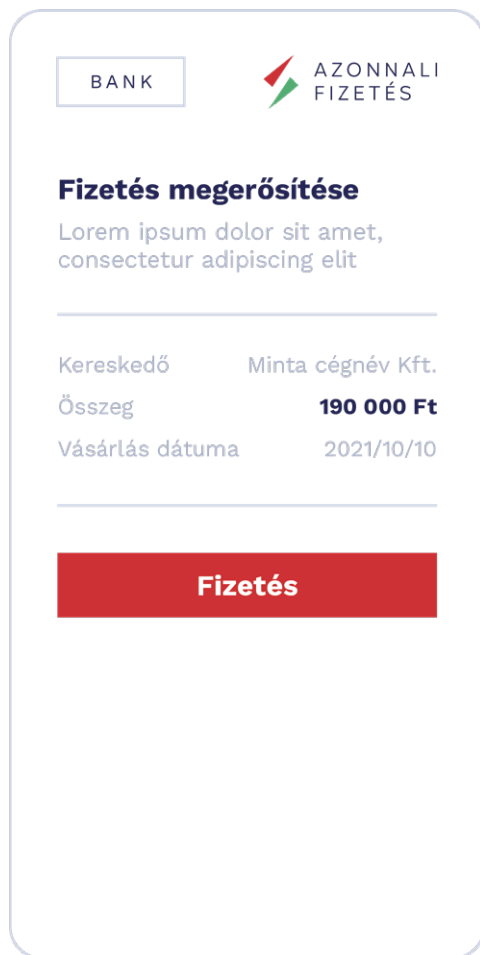 BANK
AZONNALI
FIZETÉS
Fizetés megerősítése
Lorem ipsum dolor sit amet,
consectetur adipiscing elit
Kereskedő Minta cégnév Kft.
Összeg 190 000 Ft
Vásárlás dátuma 2021/10/10
Fizetés